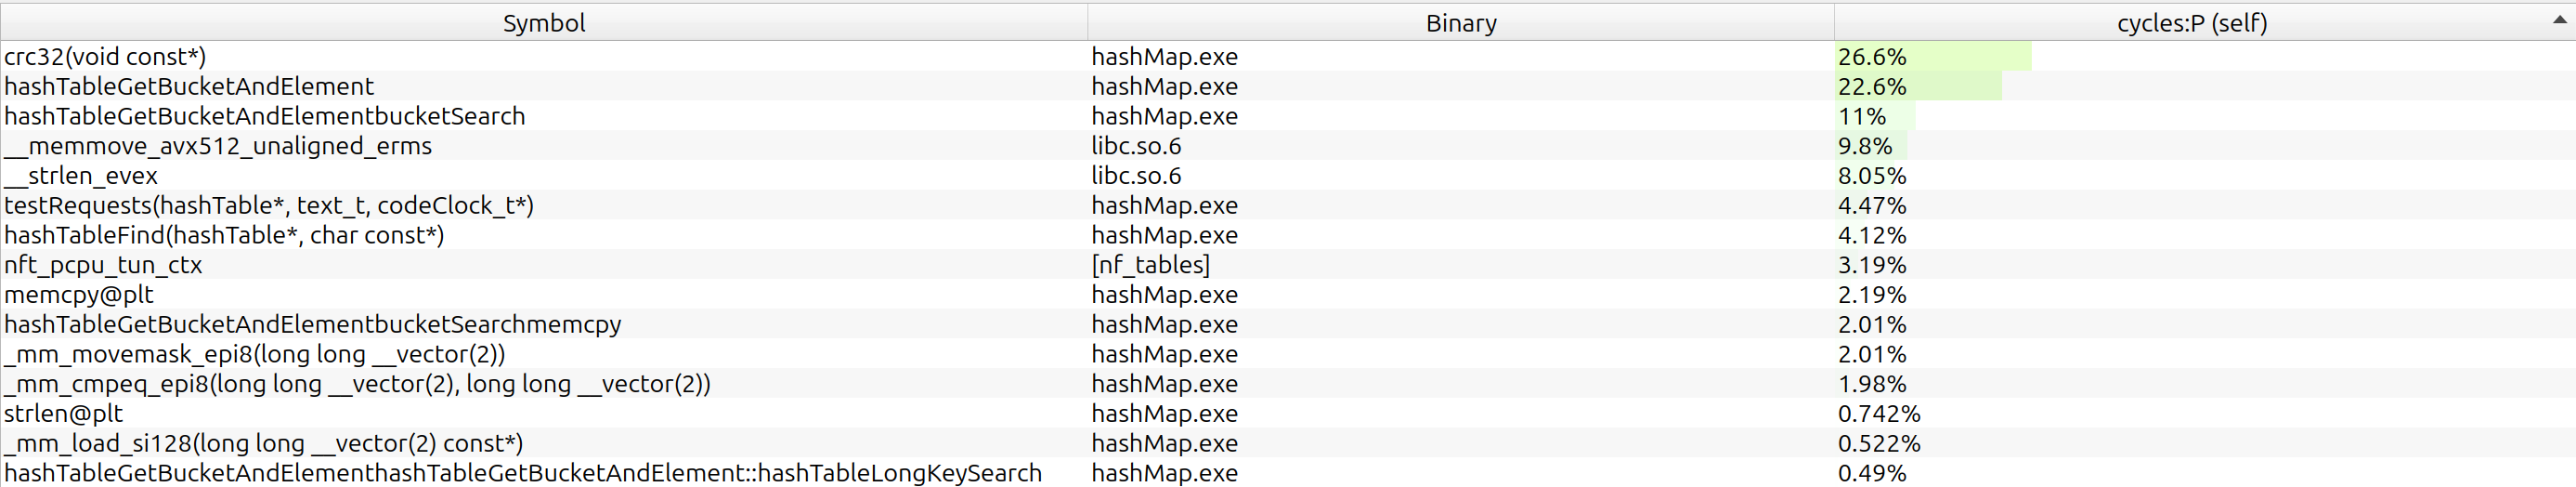 Symbol Binary cycles:P (self)
crc32(void const*) hashMap.exe 26.6%
hashTableGetBucketAndElement hashMap.exe 22.6%
hashTableGetBucketAndElementbucketSearch hashMap.exe 11%
__memmove_avx512_unaligned_erms libc.so.6 9.8%
__strlen_evex libc.so.6 8.05%
testRequests(hashTable*, text_t, codeClock_t*) hashMap.exe 4.47%
hashTableFind(hashTable*, char const*) hashMap.exe 4.12%
nft_pcpu_tun_ctx [nf_tables] 3.19%
memcpy@plt hashMap.exe 2.19%
hashTableGetBucketAndElementbucketSearchmemcpy hashMap.exe 2.01%
_mm_movemask_epi8(long long __vector(2)) hashMap.exe 2.01%
_mm_cmpeq_epi8(long long __vector(2), long long __vector(2)) hashMap.exe 1.98%
strlen@plt hashMap.exe 0.742%
_mm_load_si128(long long __vector(2) const*) hashMap.exe 0.522%
hashTableGetBucketAndElementhashTableGetBucketAndElement::hashTableLongKeySearch hashMap.exe 0.49%